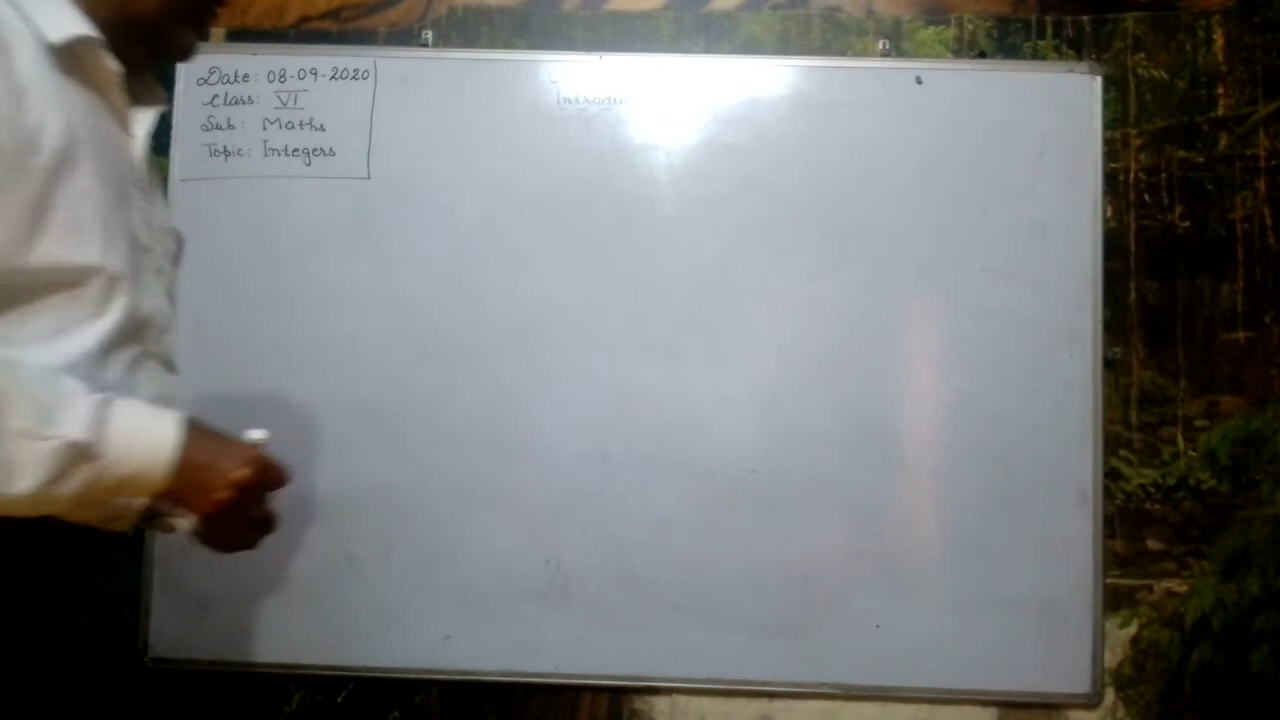 Date: 08-09-2020
Class: VI
Sub: Maths
Topic: Integers